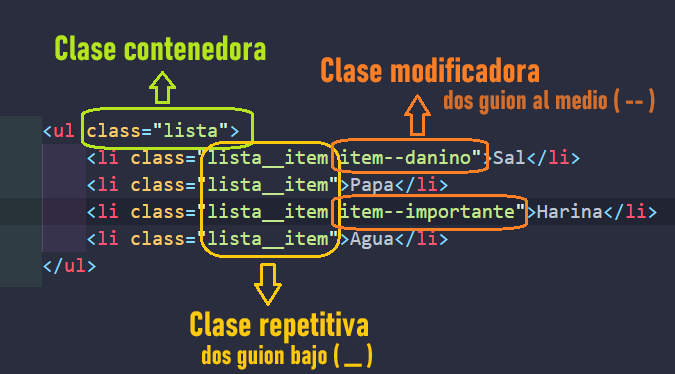 Clase contenedora
Clase modificadora
dos guion al medio ( -- )
<ul class="lista">
<li class="lista__item item--danino">Sal</li>
<li class="lista__item">Papa</li>
<li class="lista__item item--importante">Harina</li>
<li class="lista__item">Agua</li>
</ul>
Clase repetitiva
dos guion bajo ( __ )